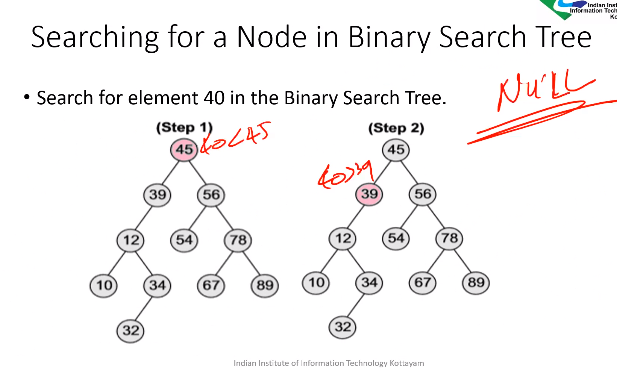 Indian Insti
Information Tech
Ko
Searching for a Node in Binary Search Tree
• Search for element 40 in the Binary Search Tree.
NULL
(Step 1)
45
40<45
39 56
12 54 78
10 34 67 89
32
(Step 2)
45
40>39
39 56
12 54 78
10 34 67 89
32
Indian Institute of Information Technology Kottayam